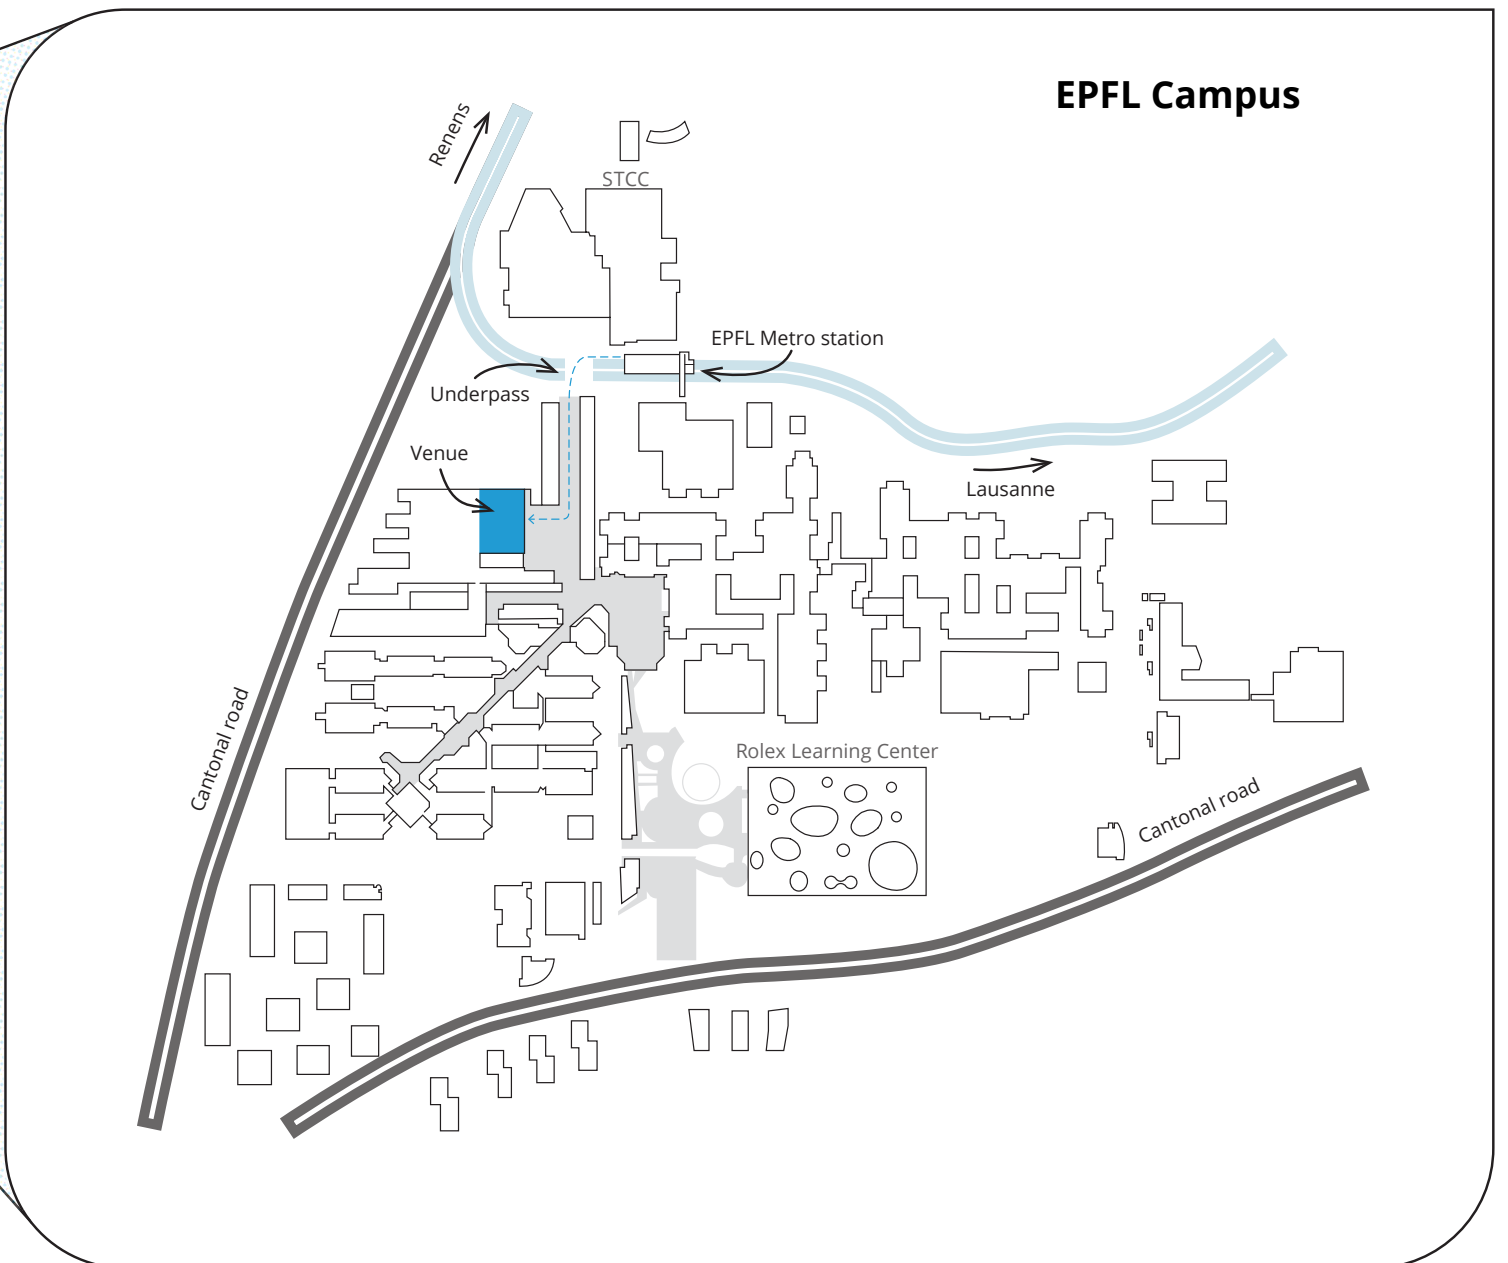 EPFL Campus
Renens
STCC
EPFL Metro station
Underpass
Venue
Lausanne
Cantonal road
Rolex Learning Center
Cantonal road